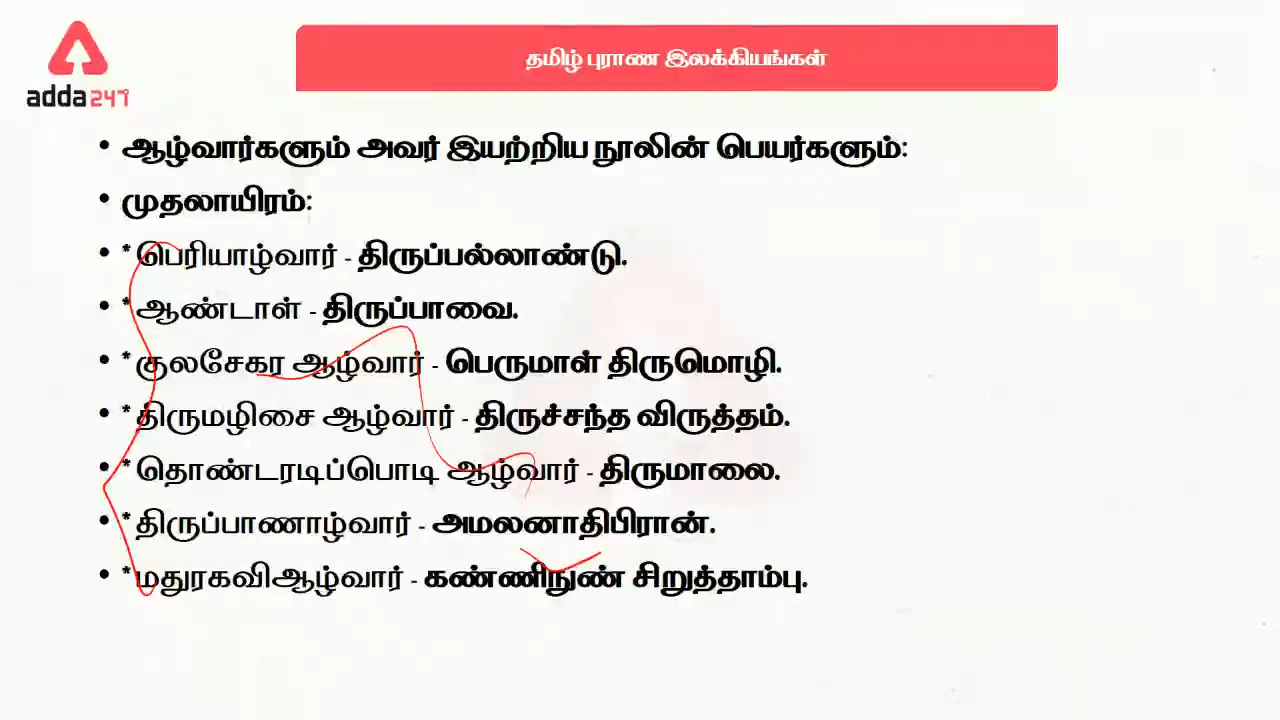 adda247
தமிழ் புராண இலக்கியங்கள்
• ஆழ்வார்களும் அவர் இயற்றிய நூலின் பெயர்களும்:
• முதலாயிரம்:
• * பெரியாழ்வார் - திருப்பல்லாண்டு.
• * ஆண்டாள் - திருப்பாவை.
• * குலசேகர ஆழ்வார் - பெருமாள் திருமொழி.
• * திருமழிசை ஆழ்வார் - திருச்சந்த விருத்தம்.
• * தொண்டரடிப்பொடி ஆழ்வார் - திருமாலை.
• * திருப்பாணாழ்வார் - அமலனாதிபிரான்.
• * மதுரகவிஆழ்வார் - கண்ணிநுண் சிறுத்தாம்பு.